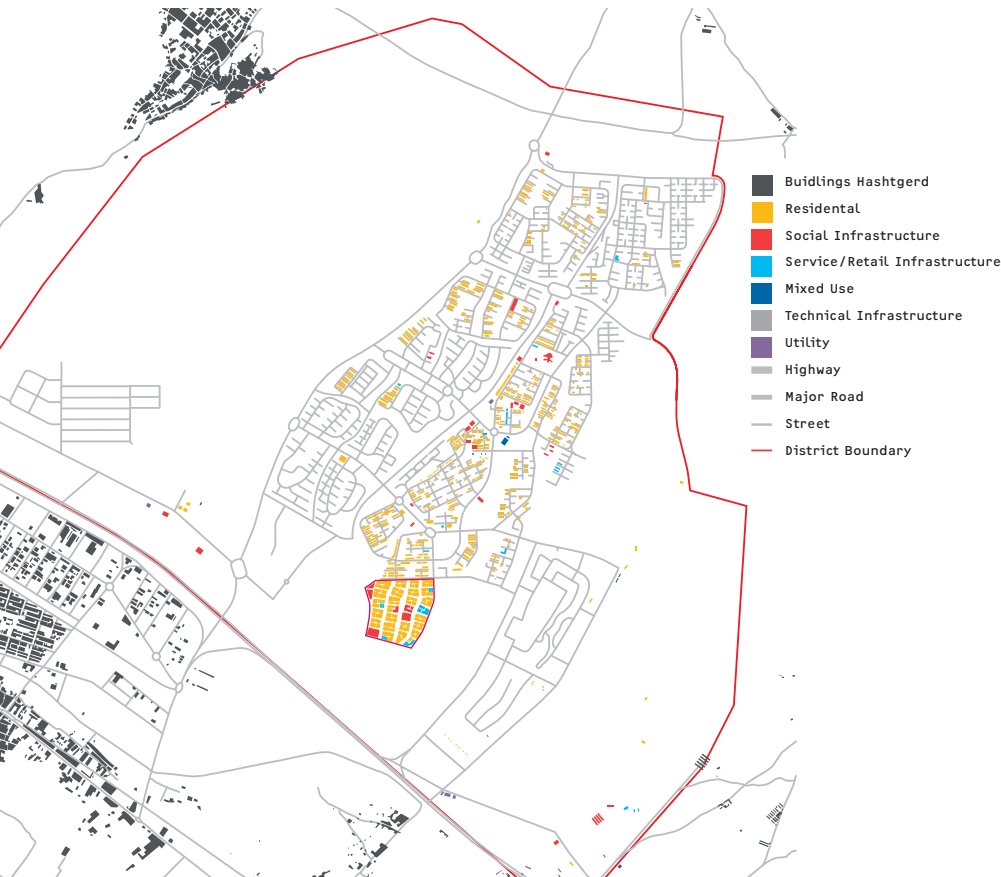 Buidlings Hashtgerd
Residental
Social Infrastructure
Service/Retail Infrastructure
Mixed Use
Technical Infrastructure
Utility
Highway
Major Road
Street
District Boundary